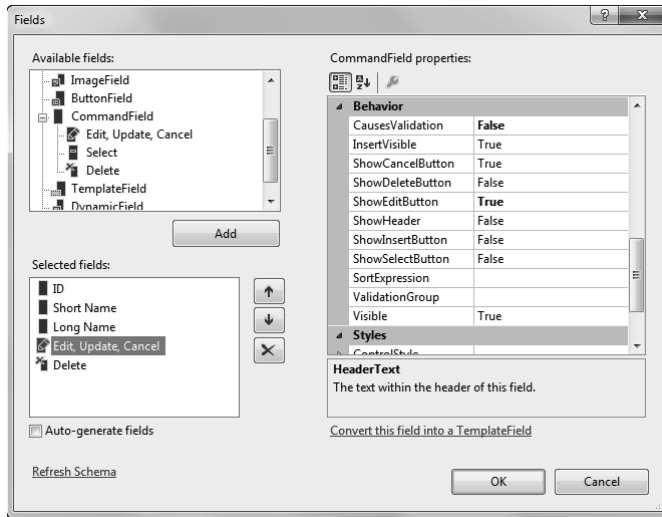 Fields
Available fields:
ImageField
ButtonField
CommandField
Edit, Update, Cancel
Select
Delete
TemplateField
DynamicField
Add
Selected fields:
ID
Short Name
Long Name
Edit, Update, Cancel
Delete
Auto-generate fields
Refresh Schema
CommandField properties:
Behavior
CausesValidation False
InsertVisible True
ShowCancelButton True
ShowDeleteButton False
ShowEditButton True
ShowHeader False
ShowInsertButton False
ShowSelectButton False
SortExpression
ValidationGroup
Visible True
Styles
ControlStyle
HeaderText
The text within the header of this field.
Convert this field into a TemplateField
OK
Cancel